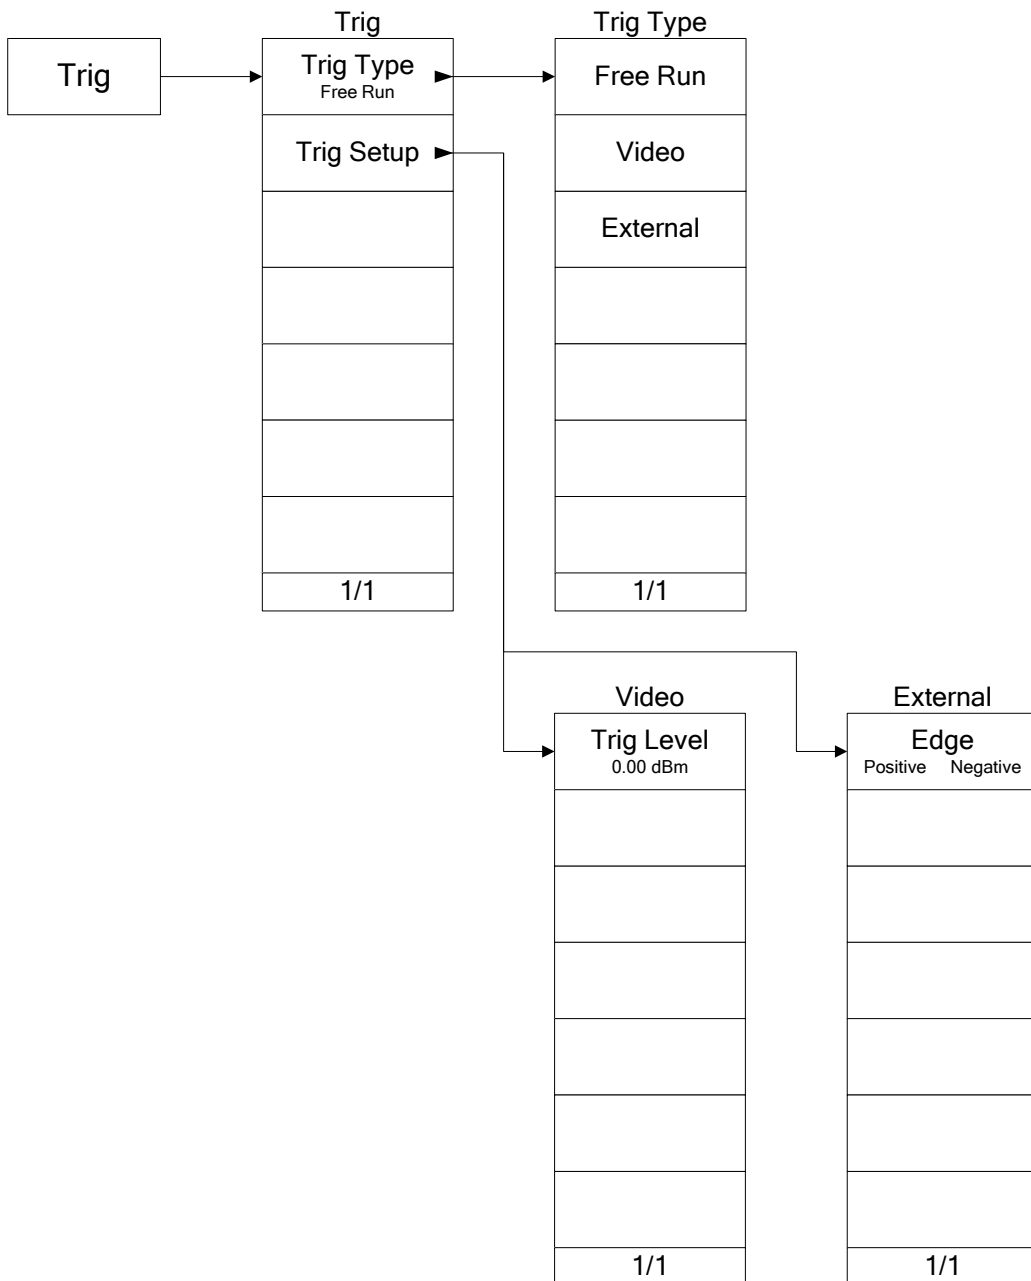 Trig
Trig
Trig Type
Free Run
Trig Setup
1/1
Trig Type
Free Run
Video
External
1/1
Video
Trig Level
0.00 dBm
1/1
External
Edge
Positive Negative
1/1